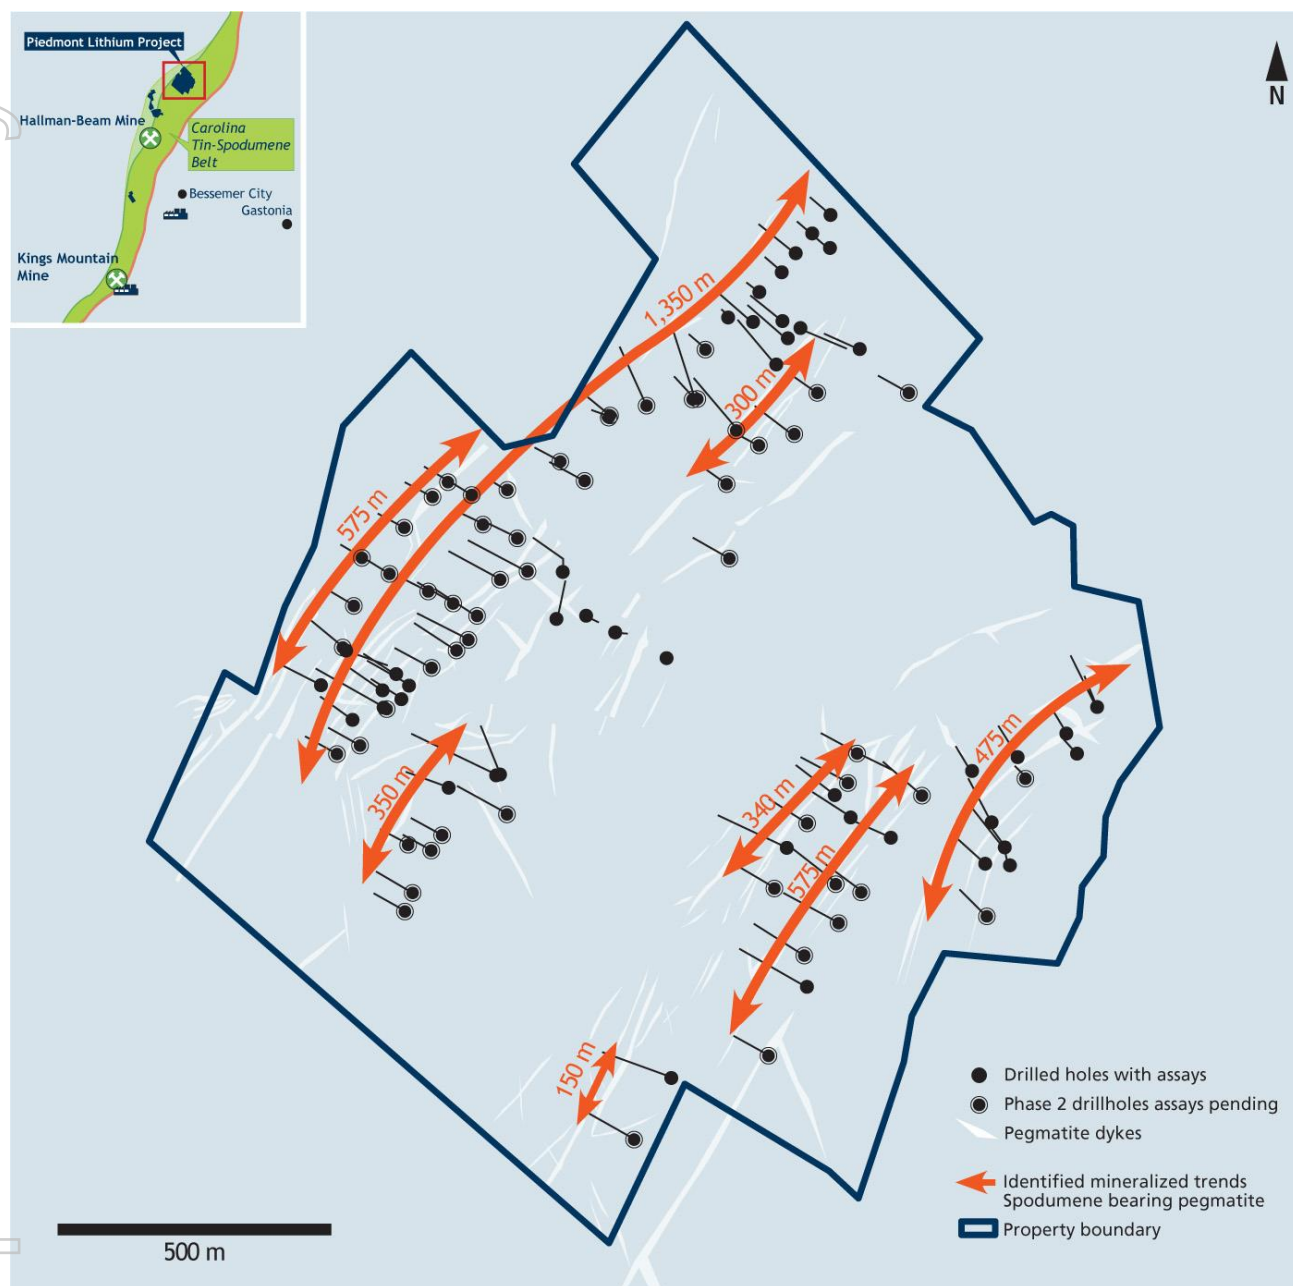 Piedmont Lithium Project
Hallman-Beam Mine
Carolina
Tin-Spodumene
Belt
Bessemer City
Gastonia
Kings Mountain
Mine
N
1,350 m
300 m
575 m
350 m
475 m
340 m
575 m
150 m
Drilled holes with assays
Phase 2 drillholes assays pending
Pegmatite dykes
Identified mineralized trends
Spodumene bearing pegmatite
Property boundary
500 m